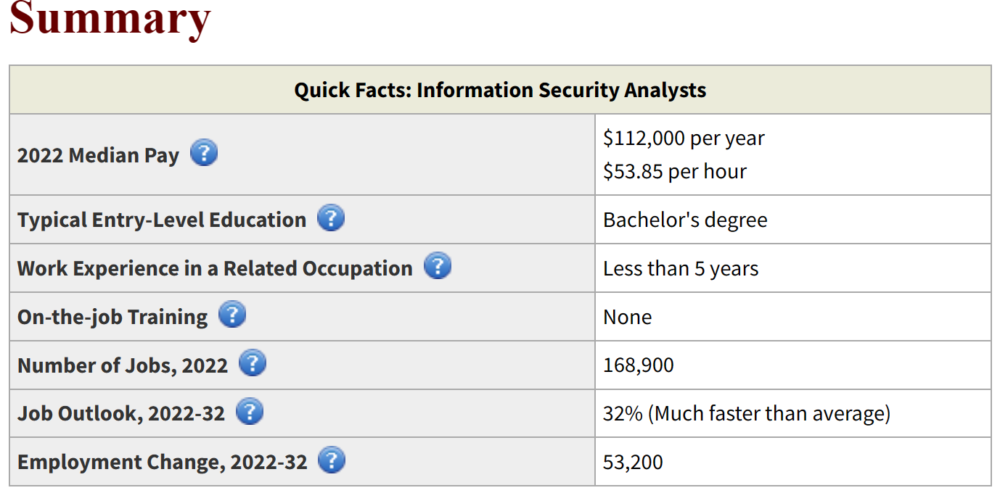 Summary
Quick Facts: Information Security Analysts
2022 Median Pay ?
$112,000 per year
$53.85 per hour
Typical Entry-Level Education ?
Bachelor's degree
Work Experience in a Related Occupation ?
Less than 5 years
On-the-job Training ?
None
Number of Jobs, 2022 ?
168,900
Job Outlook, 2022-32 ?
32% (Much faster than average)
Employment Change, 2022-32 ?
53,200